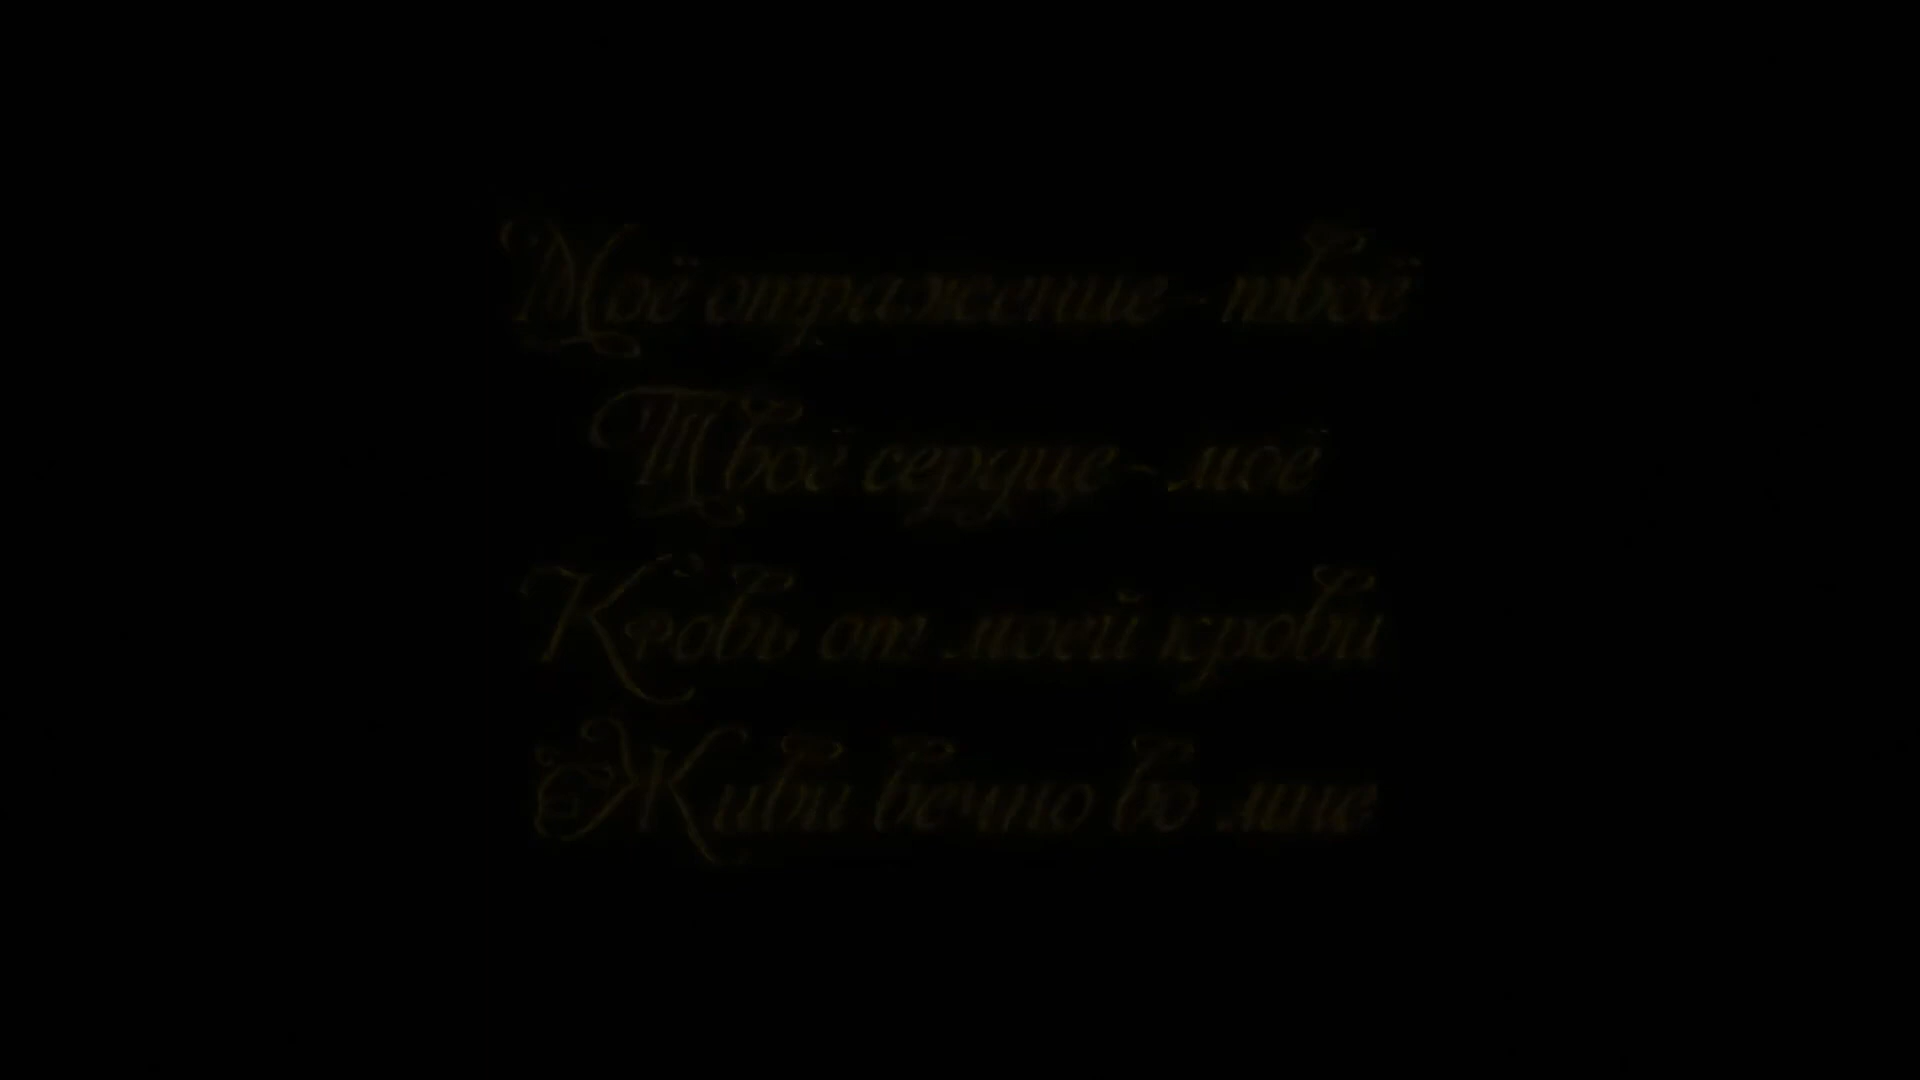 Моё отражение - твоё
Твоё сердце - моё
Кровь от моей крови
Живи вечно во мне